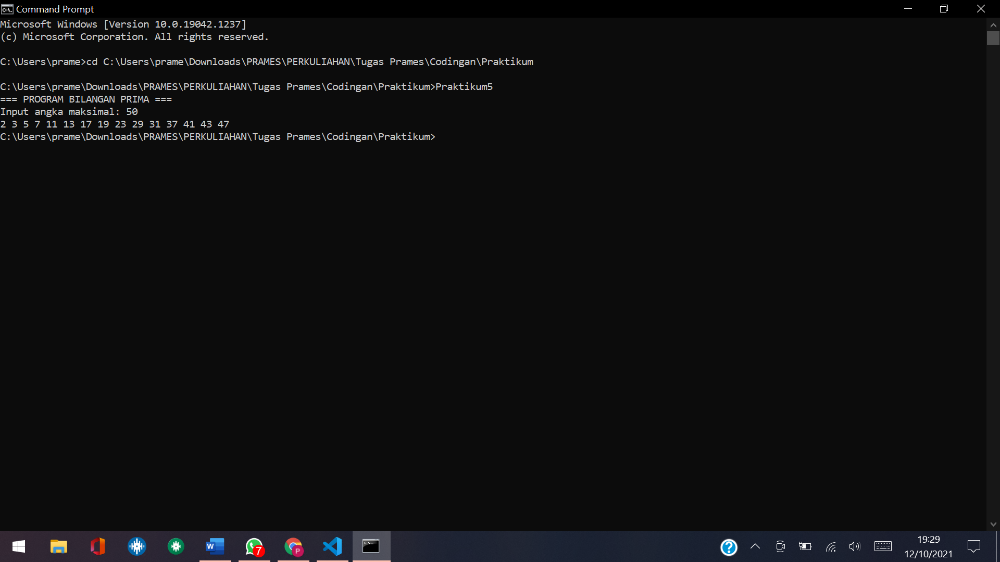 Command Prompt
Microsoft Windows [Version 10.0.19042.1237]
(c) Microsoft Corporation. All rights reserved.
C:\Users\prame>cd C:\Users\prame\Downloads\PRAMES\PERKULIAHAN\Tugas Prames\Codingan\Praktikum
C:\Users\prame\Downloads\PRAMES\PERKULIAHAN\Tugas Prames\Codingan\Praktikum>Praktikum5
=== PROGRAM BILANGAN PRIMA ===
Input angka maksimal: 50
2 3 5 7 11 13 17 19 23 29 31 37 41 43 47
C:\Users\prame\Downloads\PRAMES\PERKULIAHAN\Tugas Prames\Codingan\Praktikum>
W
7
P
?
19:29
12/10/2021